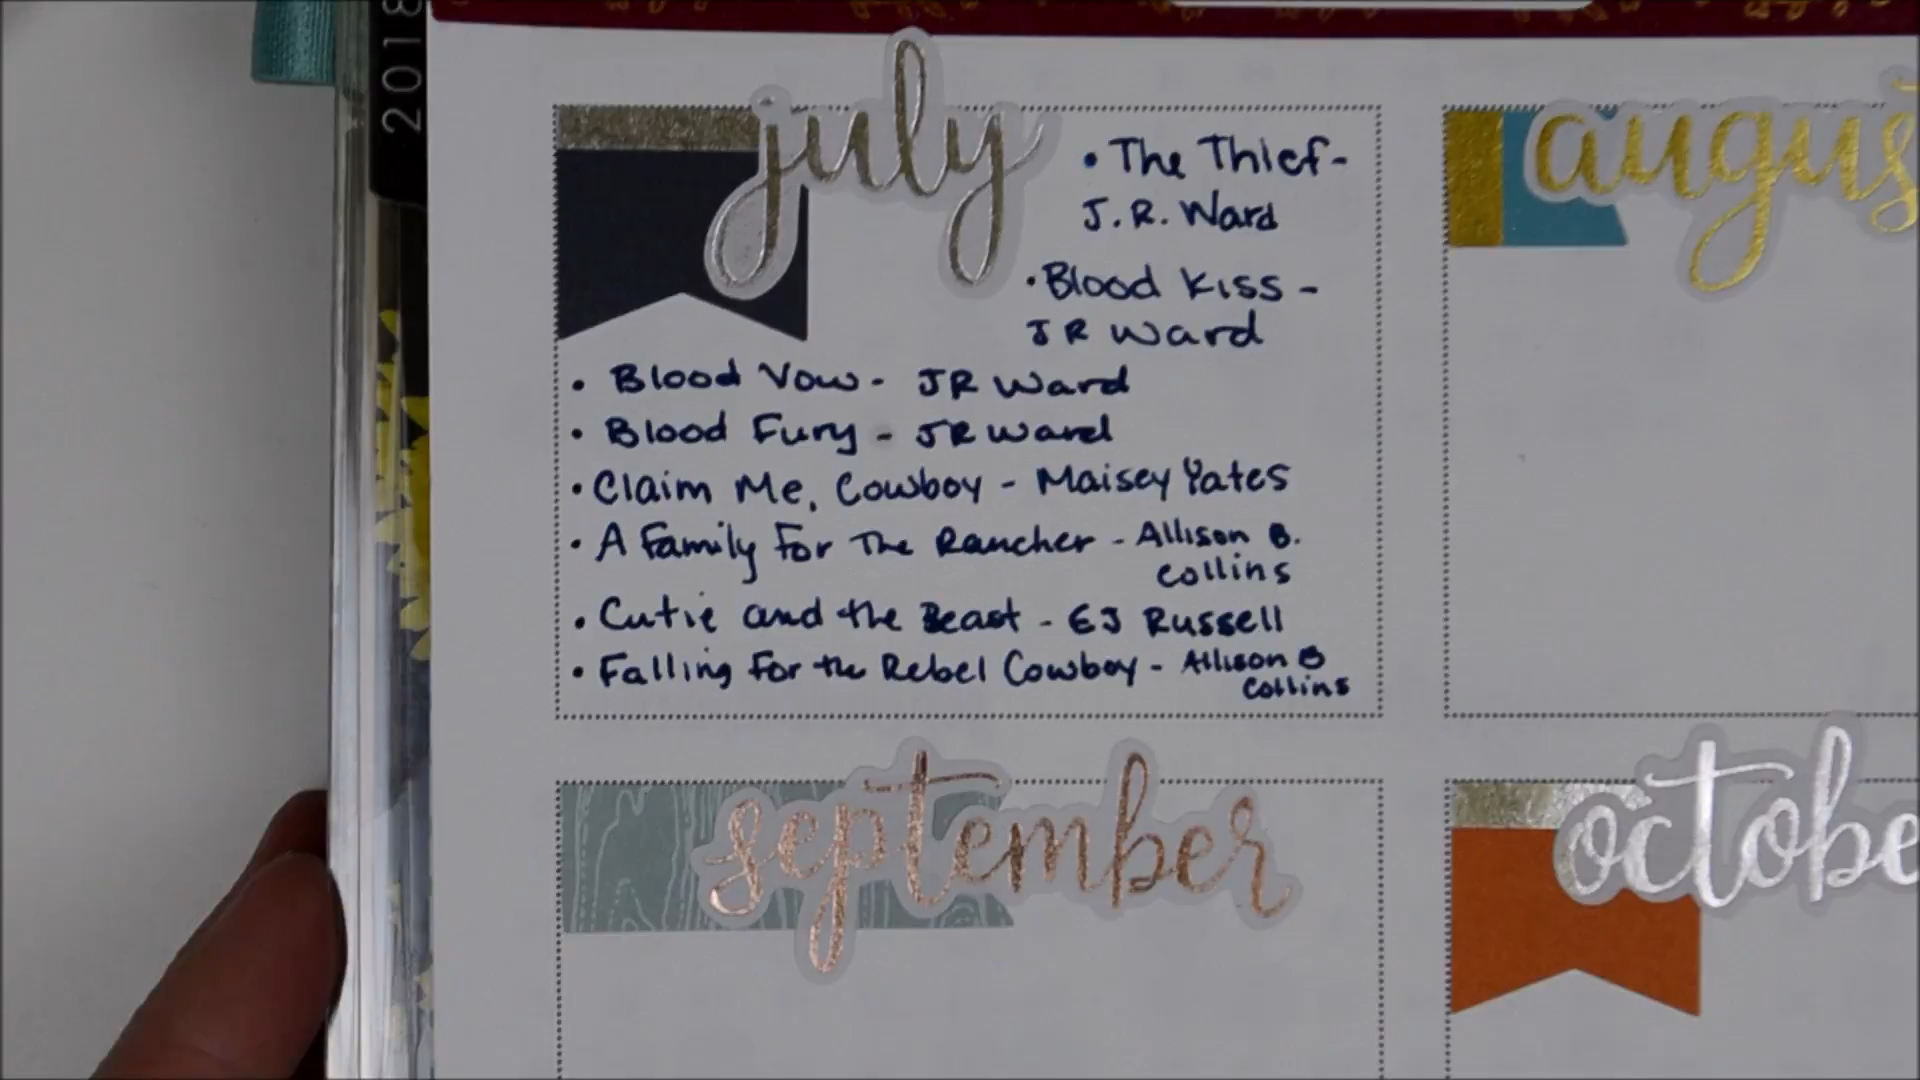 2018
july
• The Thief-
J.R. Ward
• Blood Kiss -
JR Ward
• Blood Vow - JR Ward
• Blood Fury - JR Ward
• Claim Me, Cowboy - Maisey Yates
• A Family For The Rancher - Allison B.
Collins
• Cutie and the Beast - EJ Russell
• Falling For the Rebel Cowboy - Allison B
Collins
augus
september
octobe